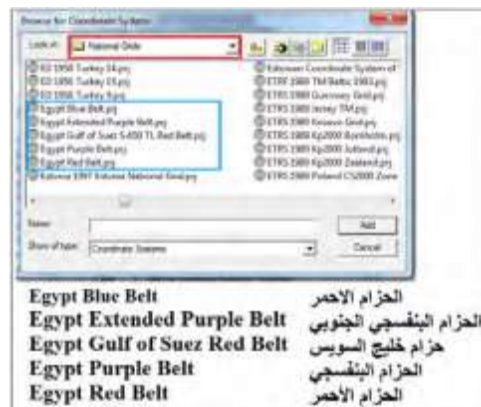 Browse for Coordinate System
Look in: National Grids
ED 1950 Turkey 14.prj
ED 1950 Turkey 15.prj
ED 1950 Turkey 9.prj
Egypt Blue Belt.prj
Egypt Extended Purple Belt.prj
Egypt Gulf of Suez S-650 TL Red Belt.prj
Egypt Purple Belt.prj
Egypt Red Belt.prj
Estonia 1997 Estonia National Grid.prj
Estonian Coordinate System of
ETRF 1989 TM Baltic 1993.prj
ETRS 1989 Guernsey Grid.prj
ETRS 1989 Jersey TM.prj
ETRS 1989 Kosovo Grid.prj
ETRS 1989 Kp2000 Bornholm.prj
ETRS 1989 Kp2000 Jutland.prj
ETRS 1989 Kp2000 Zealand.prj
ETRS 1989 Poland CS2000 Zone
Name:
Add
Show of type: Coordinate Systems
Cancel
Egypt Blue Belt الحزام الاحمر
Egypt Extended Purple Belt الحزام البنفسجي الجنوبي
Egypt Gulf of Suez Red Belt حزام خليج السويس
Egypt Purple Belt الحزام البنفسجي
Egypt Red Belt الحزام الأحمر